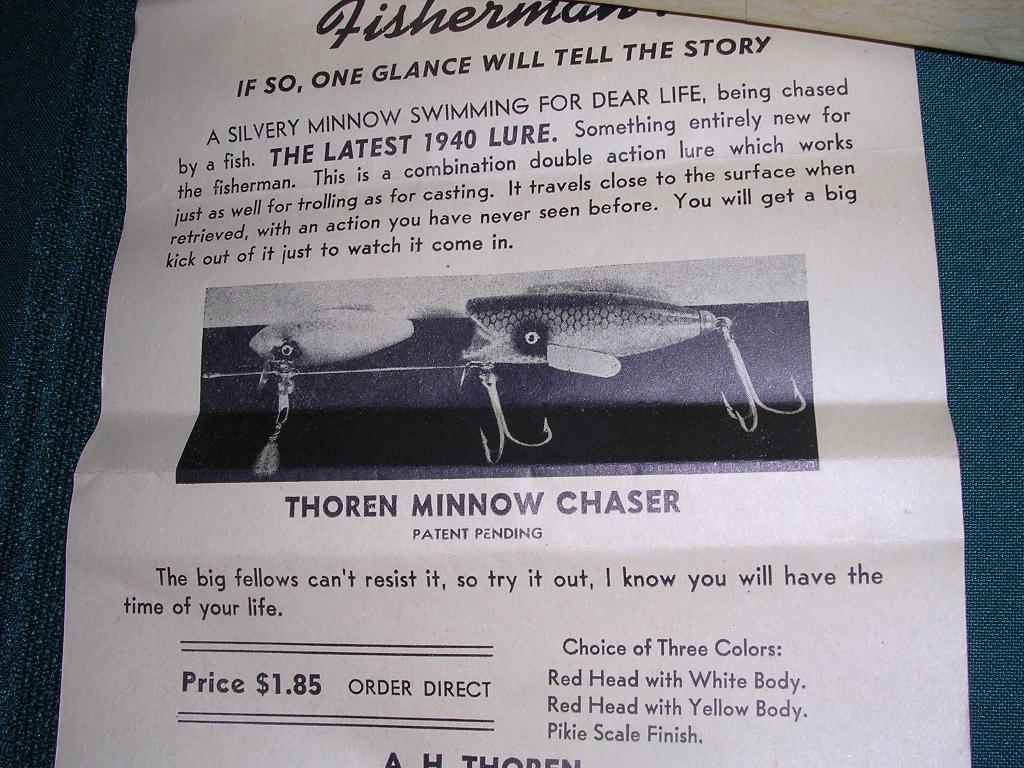 Fisherman
IF SO, ONE GLANCE WILL TELL THE STORY
A SILVERY MINNOW SWIMMING FOR DEAR LIFE, being chased
by a fish. THE LATEST 1940 LURE. Something entirely new for
the fisherman. This is a combination double action lure which works
just as well for trolling as for casting. It travels close to the surface when
retrieved, with an action you have never seen before. You will get a big
kick out of it just to watch it come in.
THOREN MINNOW CHASER
PATENT PENDING
The big fellows can't resist it, so try it out, I know you will have the
time of your life.
Price $1.85 ORDER DIRECT
Choice of Three Colors:
Red Head with White Body.
Red Head with Yellow Body.
Pikie Scale Finish.
A. H. THOREN